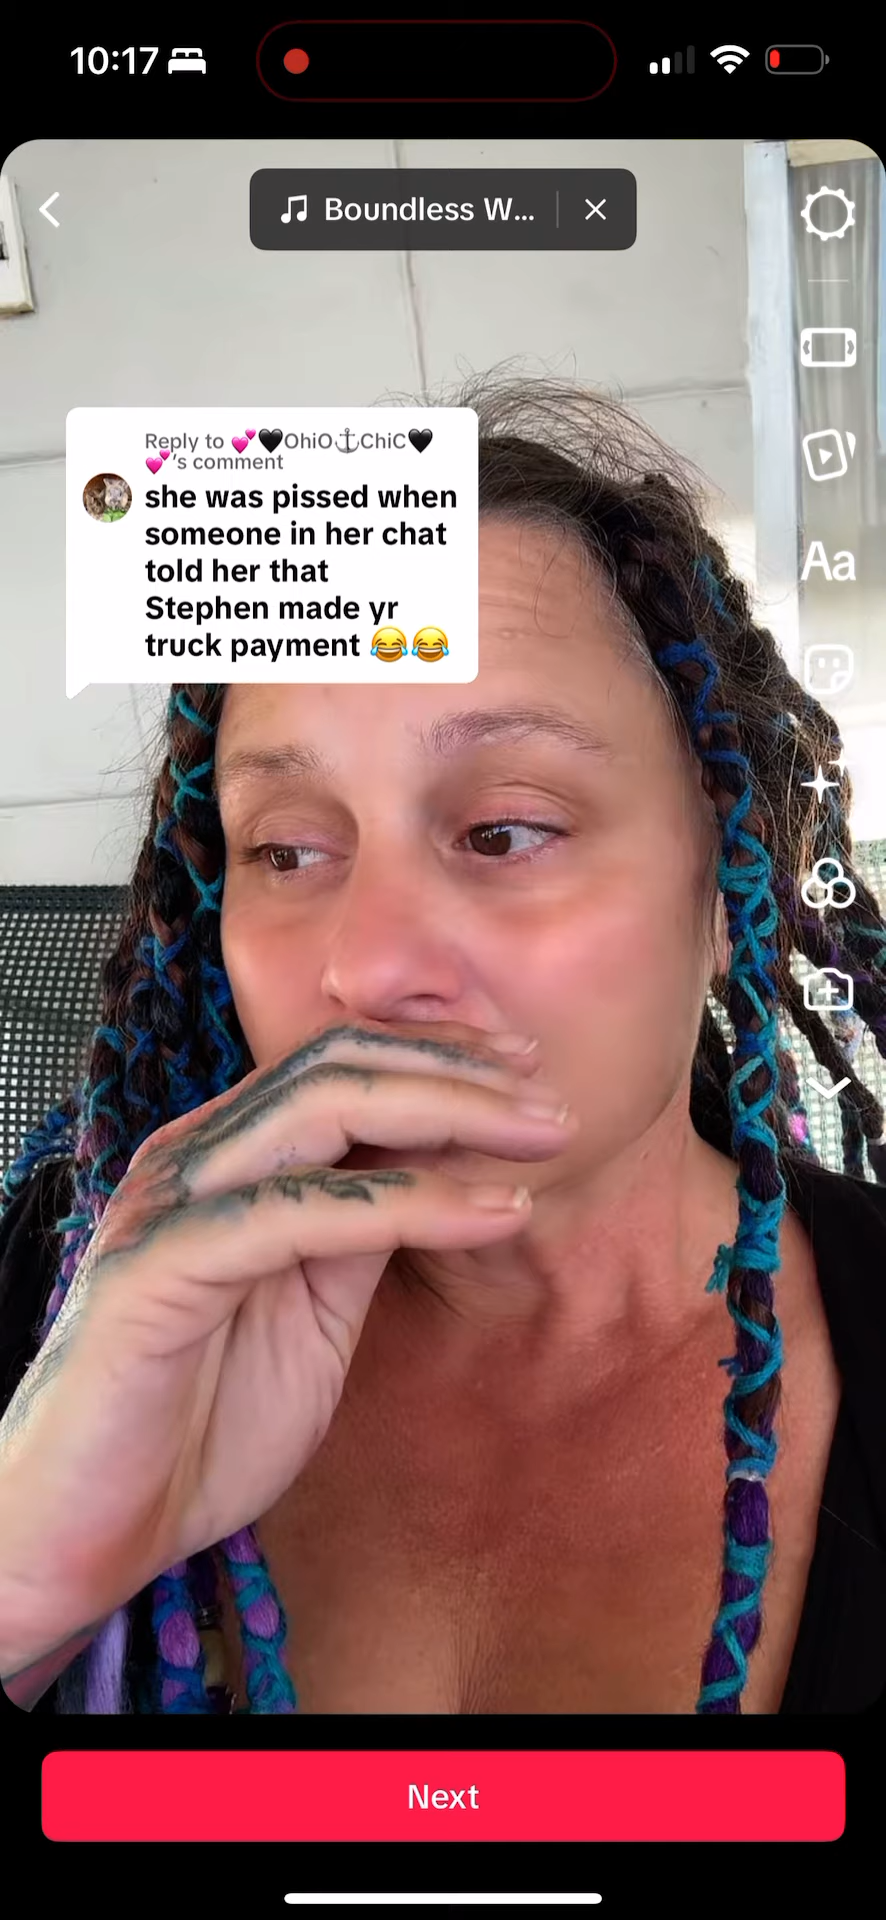 10:17
Boundless W...
Reply to 💕🖤OhiO⚓ChiC🖤
💕's comment
she was pissed when
someone in her chat
told her that
Stephen made yr
truck payment 😂😂
Aa
Next